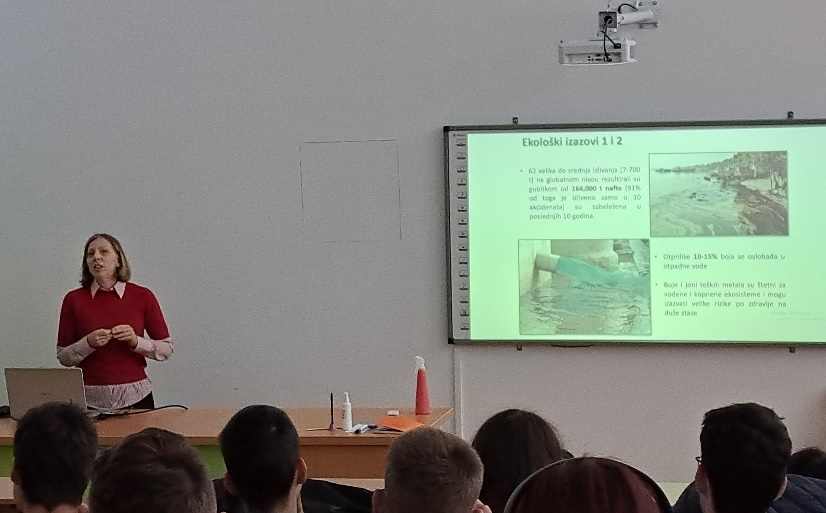 Ekološki izazovi 1 i 2
• 62 velika do srednja izlivanja (7-700
t) na globalnom nivou rezultirali su
gubitkom od 164,000 t nafte (91%
od toga je izliveno samo u 10
akcidenata) su zabeležena u
poslednjih 10 godina.
• Otprilike 10-15% boja se oslobađa u
otpadne vode
• Boje i joni teških metala su štetni za
vodene i kopnene ekosisteme i mogu
izazvati velike rizike po zdravlje na
duže staze